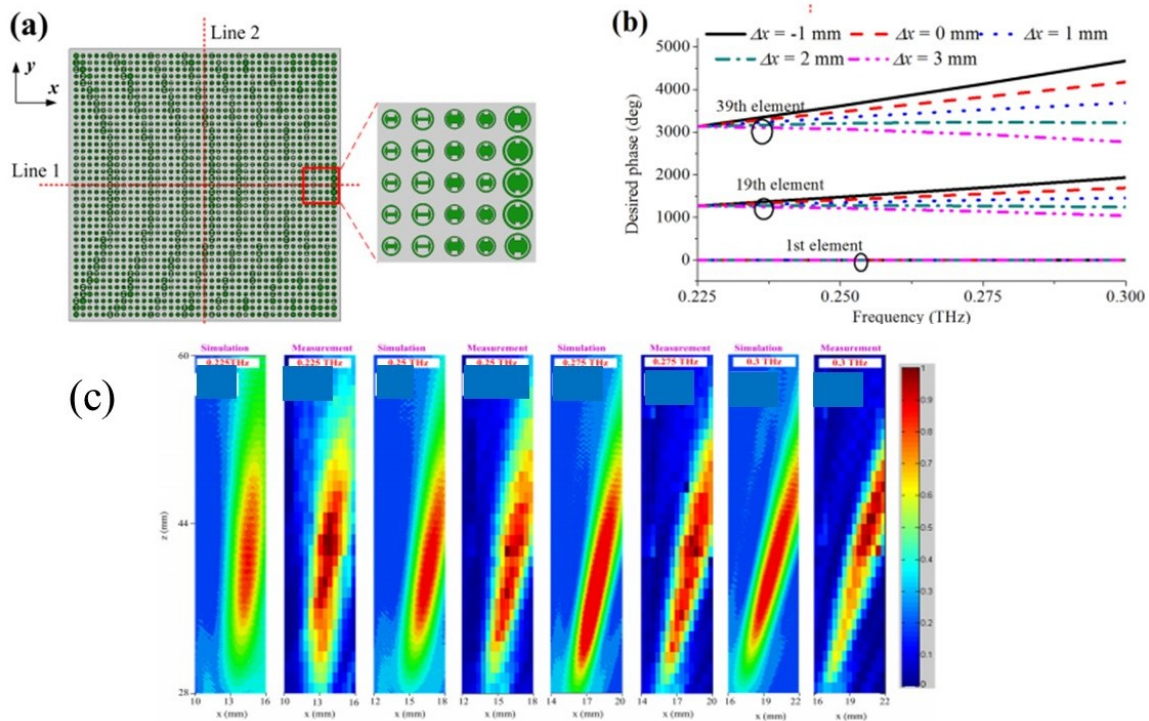 (a)
Line 2
y
x
Line 1
(b)
Δx = -1 mm
Δx = 0 mm
Δx = 1 mm
Δx = 2 mm
Δx = 3 mm
39th element
19th element
1st element
Desired phase (deg)
5000
4000
3000
2000
1000
0
0.225
0.250
0.275
0.300
Frequency (THz)
(c)
Simulation
Measurement
Simulation
Measurement
Simulation
Measurement
Simulation
Measurement
0.225THz
0.225 THz
0.25 THz
0.25 THz
0.275 THz
0.275 THz
0.3 THz
0.3 THz
60
44
28
z (mm)
10 13 16
10 13 16
12 15 18
12 15 18
14 17 20
14 17 20
16 19 22
16 19 22
x (mm)
x (mm)
x (mm)
x (mm)
x (mm)
x (mm)
x (mm)
x (mm)
1
0.9
0.8
0.7
0.6
0.5
0.4
0.3
0.2
0.1
0